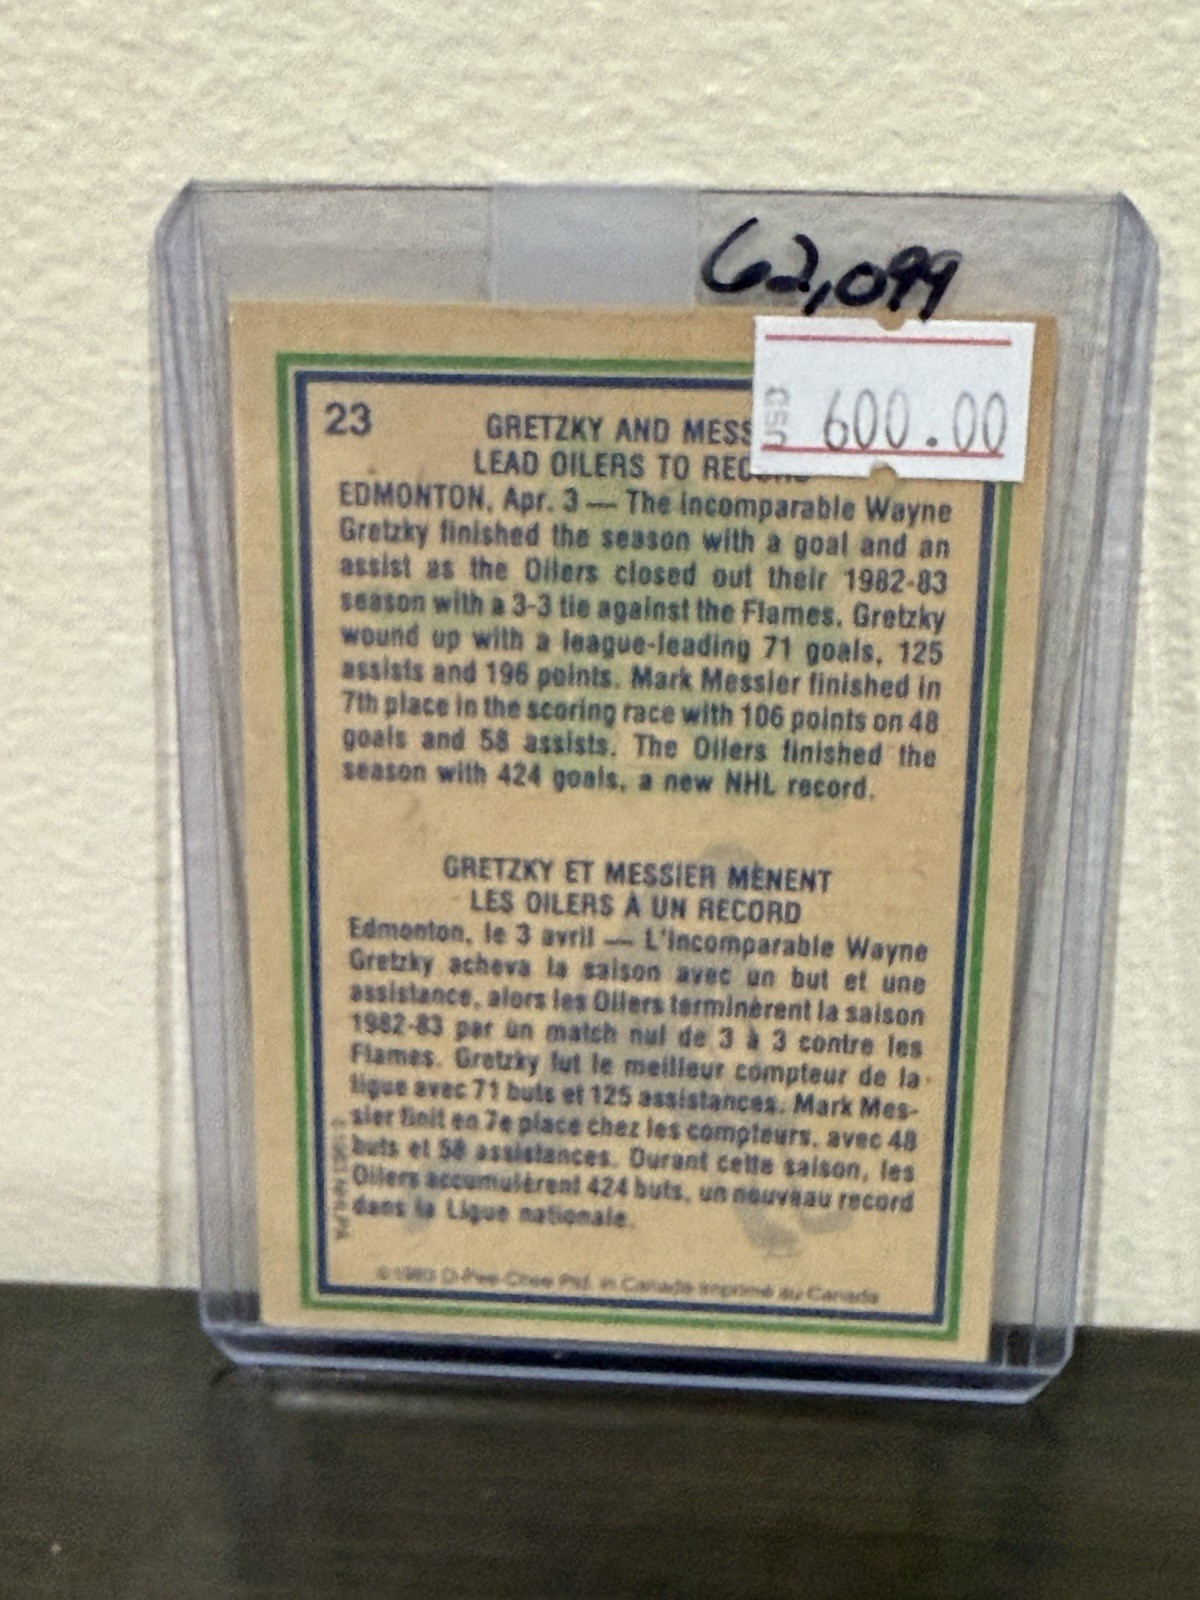 62,099
USD 600.00
23
GRETZKY AND MESS
LEAD OILERS TO RECORD
EDMONTON, Apr. 3 — The incomparable Wayne
Gretzky finished the season with a goal and an
assist as the Oilers closed out their 1982-83
season with a 3-3 tie against the Flames. Gretzky
wound up with a league-leading 71 goals, 125
assists and 196 points. Mark Messier finished in
7th place in the scoring race with 106 points on 48
goals and 58 assists. The Oilers finished the
season with 424 goals, a new NHL record.
GRETZKY ET MESSIER MÈNENT
LES OILERS À UN RECORD
Edmonton, le 3 avril — L'incomparable Wayne
Gretzky acheva la saison avec un but et une
assistance, alors les Oilers terminèrent la saison
1982-83 par un match nul de 3 à 3 contre les
Flames. Gretzky fut le meilleur compteur de la
ligue avec 71 buts et 125 assistances. Mark Mes-
sier finit en 7e place chez les compteurs, avec 48
buts et 58 assistances. Durant cette saison, les
Oilers accumulèrent 424 buts, un nouveau record
dans la Ligue nationale.
© 1983 NHLPA
© 1983 O-Pee-Chee Ptd. in Canada Imprimé au Canada